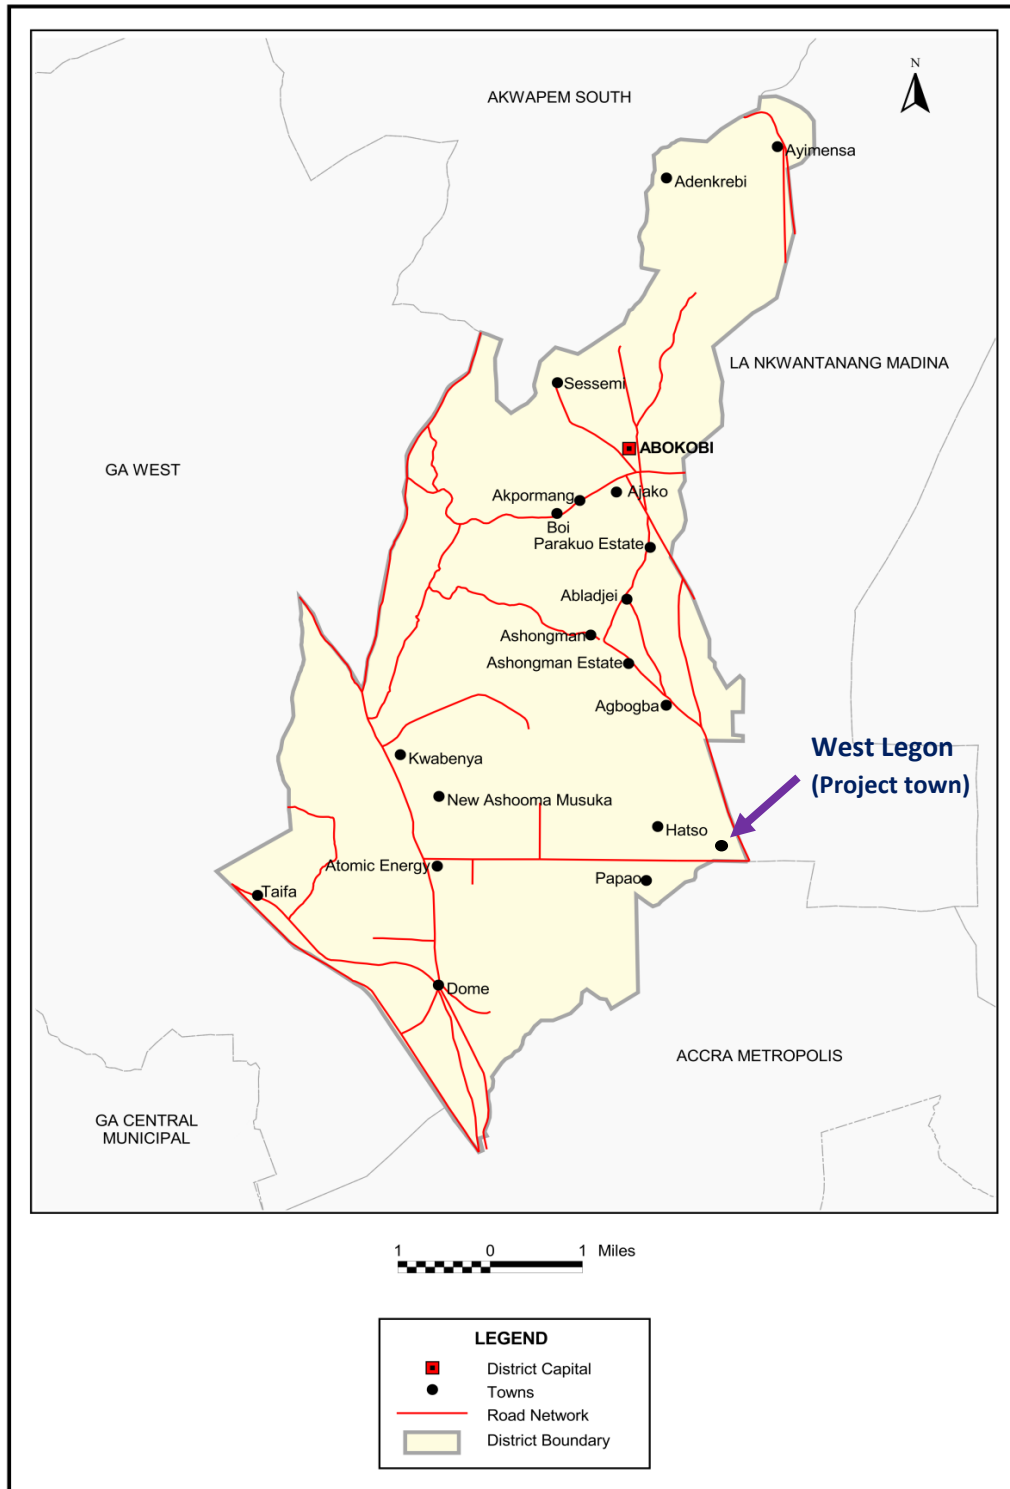 N
AKWAPEM SOUTH
Ayimensa
Adenkrebi
LA NKWANTANANG MADINA
Sessemi
ABOKOBI
GA WEST
Akpormang
Ajako
Boi
Parakuo Estate
Abladjei
Ashongman
Ashongman Estate
Agbogba
West Legon
(Project town)
Kwabenya
New Ashooma Musuka
Hatso
Atomic Energy
Papao
Taifa
Dome
ACCRA METROPOLIS
GA CENTRAL
MUNICIPAL
1 0 1 Miles
LEGEND
District Capital
Towns
Road Network
District Boundary